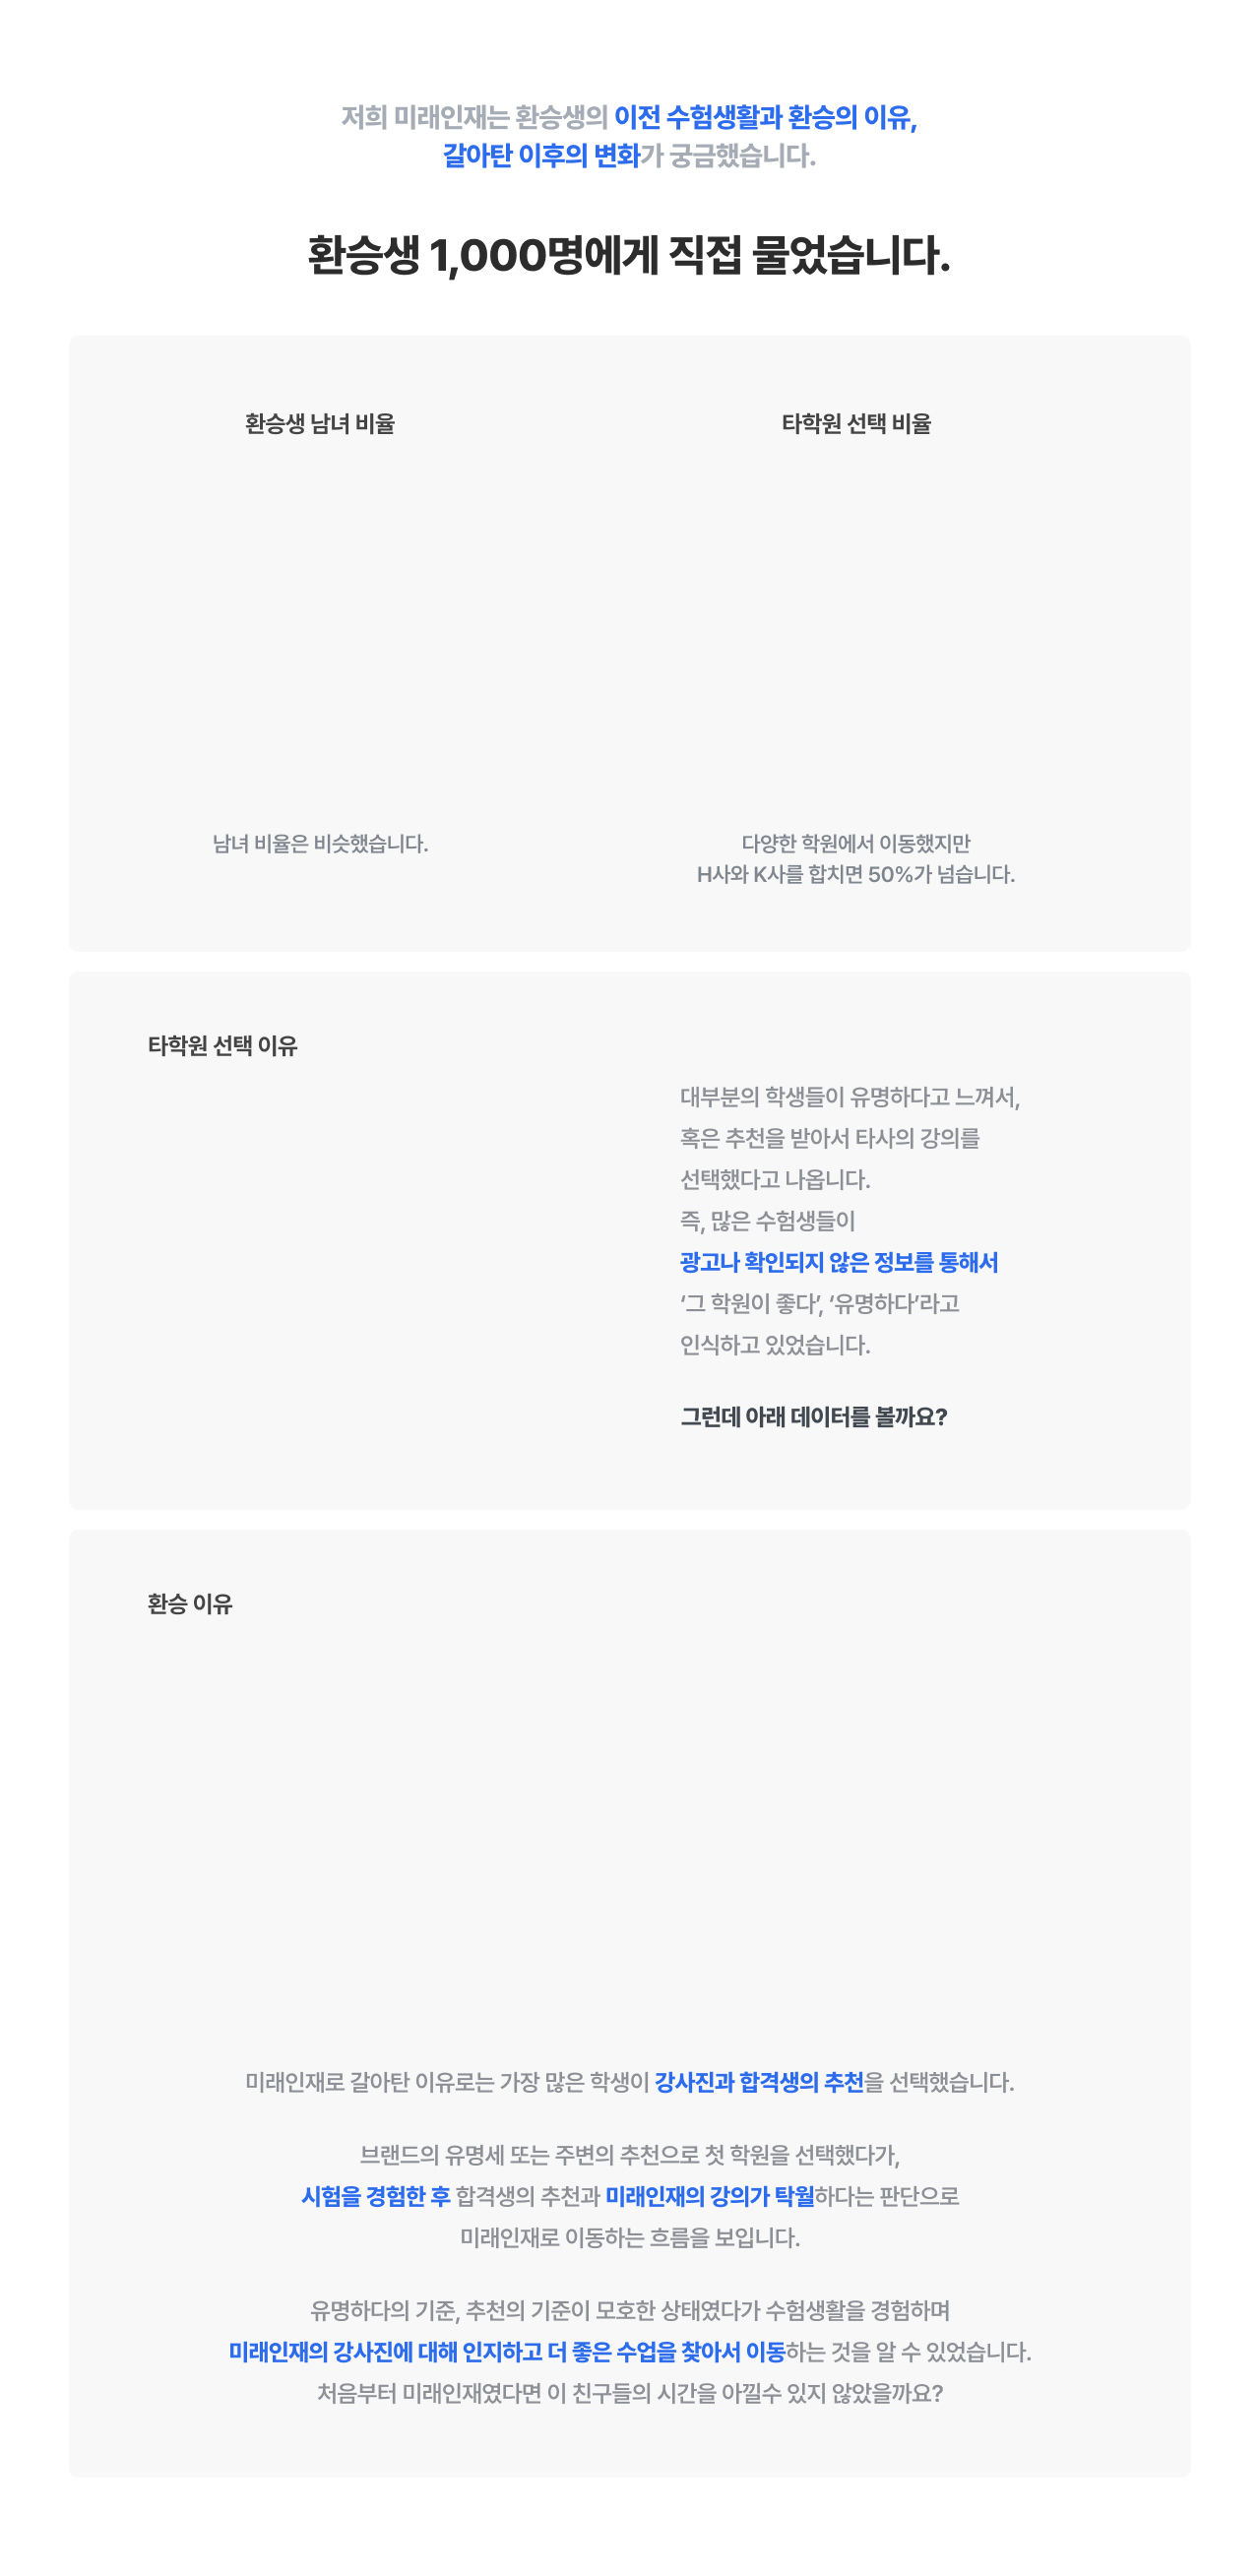 저희 미래인재는 환승생의 이전 수험생활과 환승의 이유,
갈아탄 이후의 변화가 궁금했습니다.
환승생 1,000명에게 직접 물었습니다.
환승생 남녀 비율
남녀 비율은 비슷했습니다.
타학원 선택 비율
다양한 학원에서 이동했지만
H사와 K사를 합치면 50%가 넘습니다.
타학원 선택 이유
대부분의 학생들이 유명하다고 느껴서,
혹은 추천을 받아서 타사의 강의를
선택했다고 나옵니다.
즉, 많은 수험생들이
광고나 확인되지 않은 정보를 통해서
‘그 학원이 좋다’, ‘유명하다’라고
인식하고 있었습니다.
그런데 아래 데이터를 볼까요?
환승 이유
미래인재로 갈아탄 이유로는 가장 많은 학생이 강사진과 합격생의 추천을 선택했습니다.
브랜드의 유명세 또는 주변의 추천으로 첫 학원을 선택했다가,
시험을 경험한 후 합격생의 추천과 미래인재의 강의가 탁월하다는 판단으로
미래인재로 이동하는 흐름을 보입니다.
유명하다의 기준, 추천의 기준이 모호한 상태였다가 수험생활을 경험하며
미래인재의 강사진에 대해 인지하고 더 좋은 수업을 찾아서 이동하는 것을 알 수 있었습니다.
처음부터 미래인재였다면 이 친구들의 시간을 아낄수 있지 않았을까요?